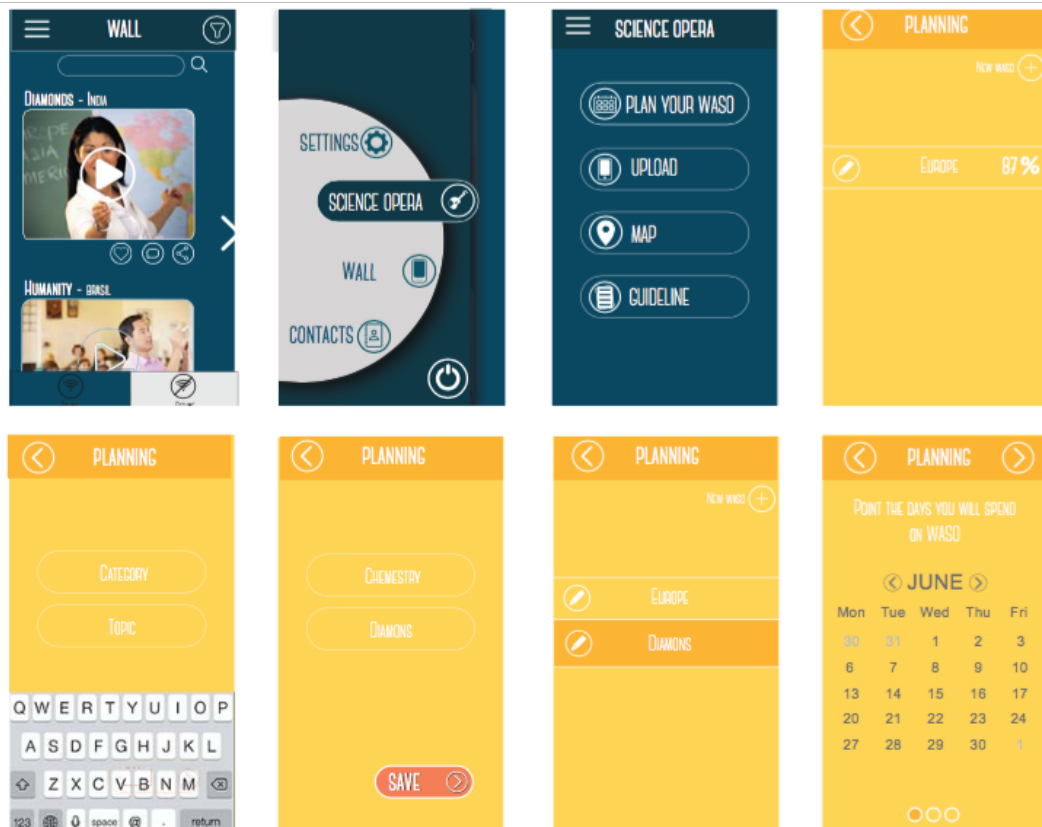 WALL
DIAMONDS - INDIA
HUMANITY - BRASIL
SETTINGS
SCIENCE OPERA
WALL
CONTACTS
SCIENCE OPERA
PLAN YOUR WASO
UPLOAD
MAP
GUIDELINE
PLANNING
NEW WASO
EUROPE 87%
PLANNING
CATEGORY
TOPIC
Q W E R T Y U I O P
A S D F G H J K L
Z X C V B N M
123 space @ . return
PLANNING
CHEMESTRY
DIAMONS
SAVE
PLANNING
NEW WASO
EUROPE
DIAMONS
PLANNING
POINT THE DAYS YOU WILL SPEND
ON WASO
JUNE
Mon Tue Wed Thu Fri
30 31 1 2 3
6 7 8 9 10
13 14 15 16 17
20 21 22 23 24
27 28 29 30 1